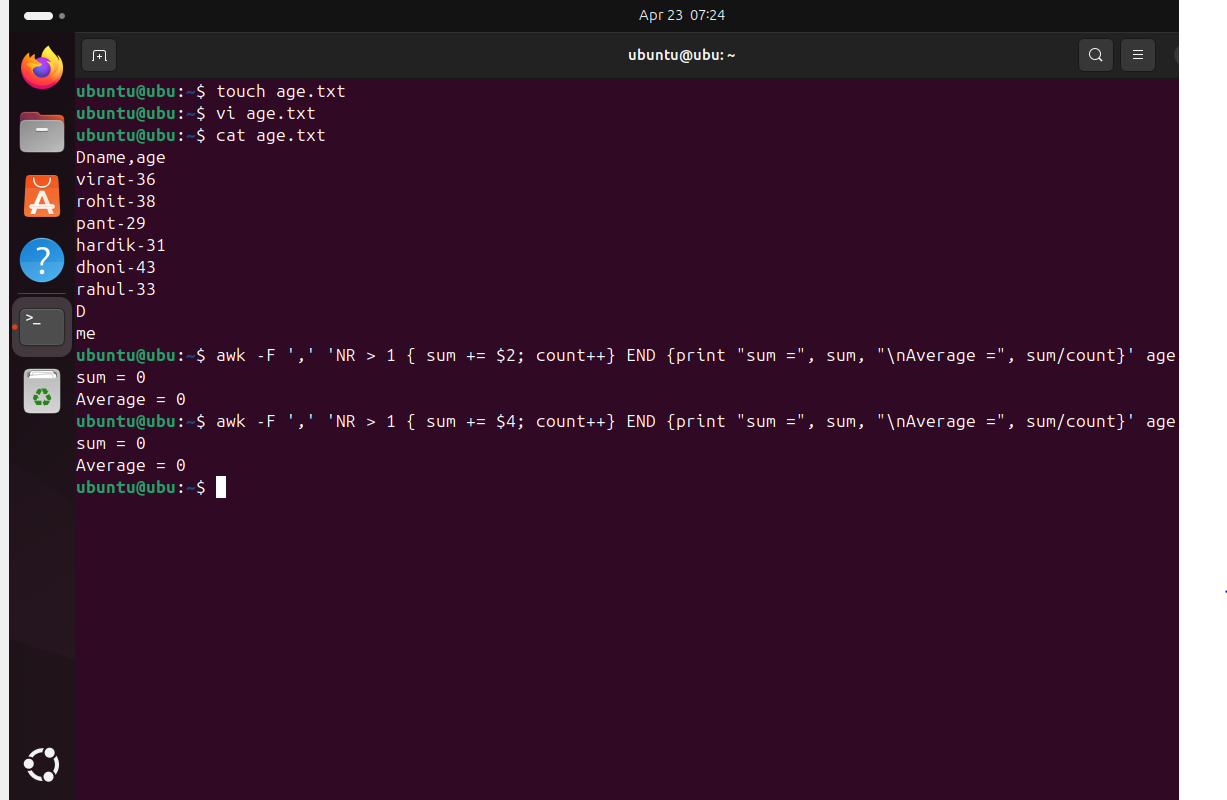 Apr 23 07:24
ubuntu@ubu: ~
ubuntu@ubu:~$ touch age.txt
ubuntu@ubu:~$ vi age.txt
ubuntu@ubu:~$ cat age.txt
Dname,age
virat-36
rohit-38
pant-29
hardik-31
dhoni-43
rahul-33
D
me
ubuntu@ubu:~$ awk -F ',' 'NR > 1 { sum += $2; count++} END {print "sum =", sum, "\nAverage =", sum/count}' age
sum = 0
Average = 0
ubuntu@ubu:~$ awk -F ',' 'NR > 1 { sum += $4; count++} END {print "sum =", sum, "\nAverage =", sum/count}' age
sum = 0
Average = 0
ubuntu@ubu:~$